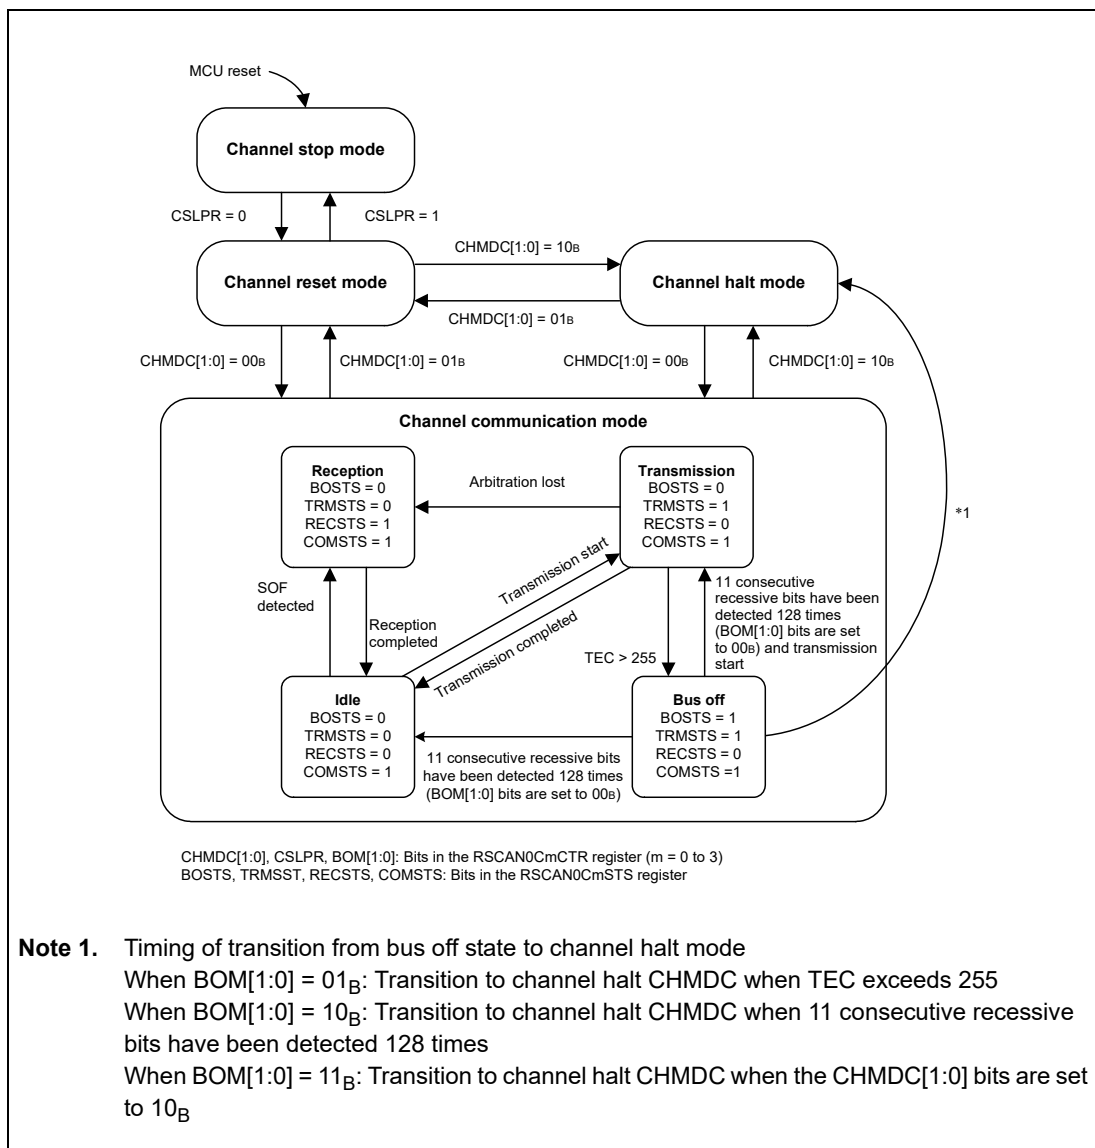 MCU reset
Channel stop mode
CSLPR = 0
CSLPR = 1
CHMDC[1:0] = 10B
Channel reset mode
Channel halt mode
CHMDC[1:0] = 01B
CHMDC[1:0] = 00B
CHMDC[1:0] = 01B
CHMDC[1:0] = 00B
CHMDC[1:0] = 10B
Channel communication mode
Reception
BOSTS = 0
TRMSTS = 0
RECSTS = 1
COMSTS = 1
Arbitration lost
Transmission
BOSTS = 0
TRMSTS = 1
RECSTS = 0
COMSTS = 1
*1
SOF
detected
Reception
completed
Transmission start
Transmission completed
TEC > 255
11 consecutive
recessive bits have been
detected 128 times
(BOM[1:0] bits are set
to 00B) and transmission
start
Idle
BOSTS = 0
TRMSTS = 0
RECSTS = 0
COMSTS = 1
11 consecutive recessive bits
have been detected 128 times
(BOM[1:0] bits are set to 00B)
Bus off
BOSTS = 1
TRMSTS = 1
RECSTS = 0
COMSTS =1
CHMDC[1:0], CSLPR, BOM[1:0]: Bits in the RSCAN0CmCTR register (m = 0 to 3)
BOSTS, TRMSST, RECSTS, COMSTS: Bits in the RSCAN0CmSTS register
Note 1. Timing of transition from bus off state to channel halt mode
When BOM[1:0] = 01B: Transition to channel halt CHMDC when TEC exceeds 255
When BOM[1:0] = 10B: Transition to channel halt CHMDC when 11 consecutive recessive
bits have been detected 128 times
When BOM[1:0] = 11B: Transition to channel halt CHMDC when the CHMDC[1:0] bits are set
to 10B